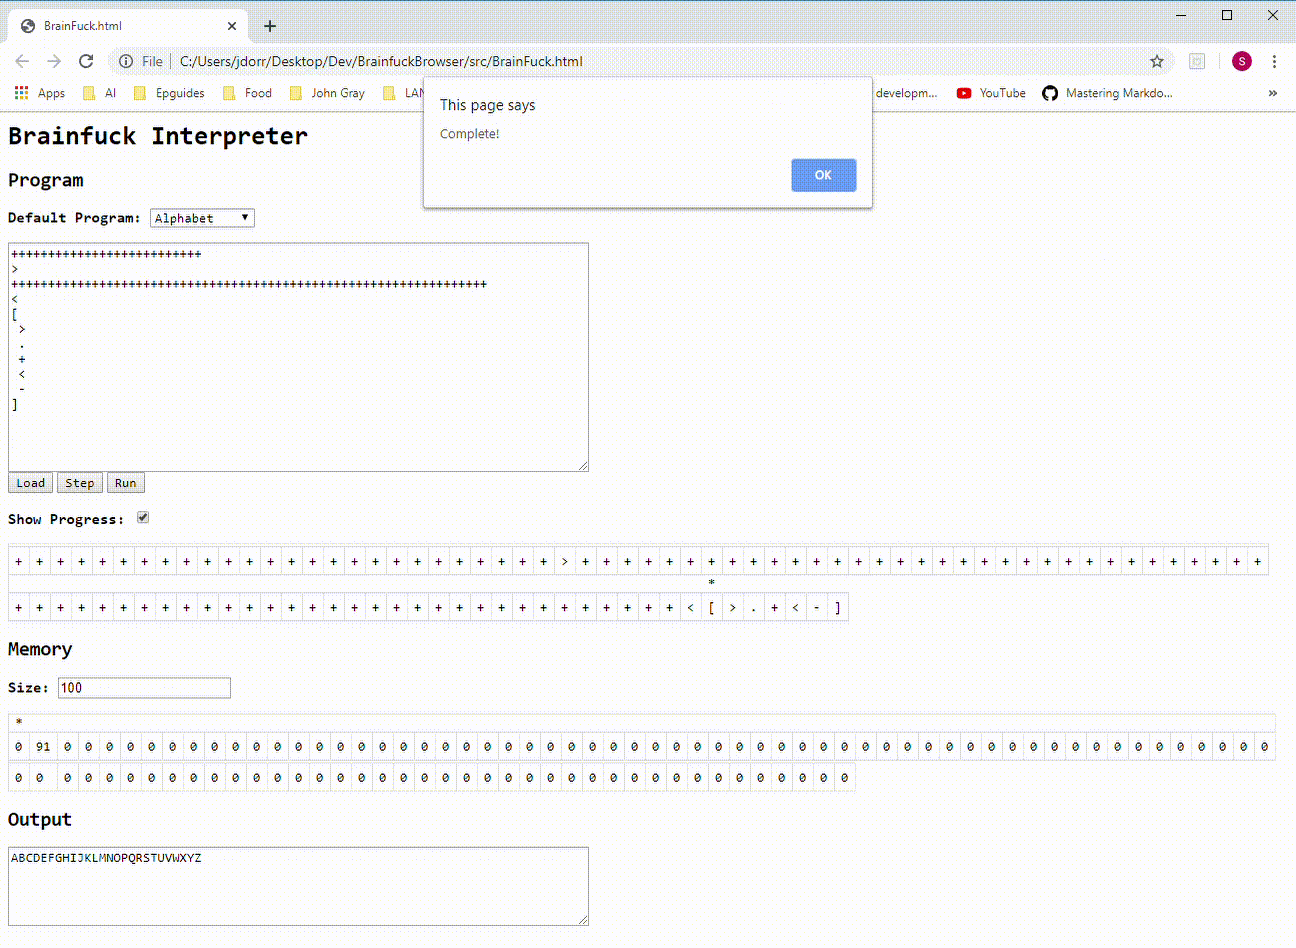 BrainFuck.html
File | C:/Users/jdorr/Desktop/Dev/BrainfuckBrowser/src/BrainFuck.html S
Apps AI Epguides Food John Gray developm... YouTube Mastering Markdo... »
This page says
Complete!
OK
Brainfuck Interpreter
Program
Default Program: Alphabet
++++++++++++++++++++++++++
>
+++++++++++++++++++++++++++++++++++++++++++++++++++++++++++++++++
<
[
>
.
+
<
-
]
Load Step Run
Show Progress:
+ + + + + + + + + + + + + + + + + + + + + + + + + + > + + + + + + + + + + + + + + + + + + + + + + + + + + + + + + + + +
*
+ + + + + + + + + + + + + + + + + + + + + + + + + + + + + + + + < [ > . + < - ]
Memory
Size: 100
*
0 91 0 0 0 0 0 0 0 0 0 0 0 0 0 0 0 0 0 0 0 0 0 0 0 0 0 0 0 0 0 0 0 0 0 0 0 0 0 0 0 0 0 0 0 0 0 0 0 0 0 0 0 0 0 0 0 0 0 0
0 0 0 0 0 0 0 0 0 0 0 0 0 0 0 0 0 0 0 0 0 0 0 0 0 0 0 0 0 0 0 0 0 0 0 0 0 0 0 0
Output
ABCDEFGHIJKLMNOPQRSTUVWXYZ